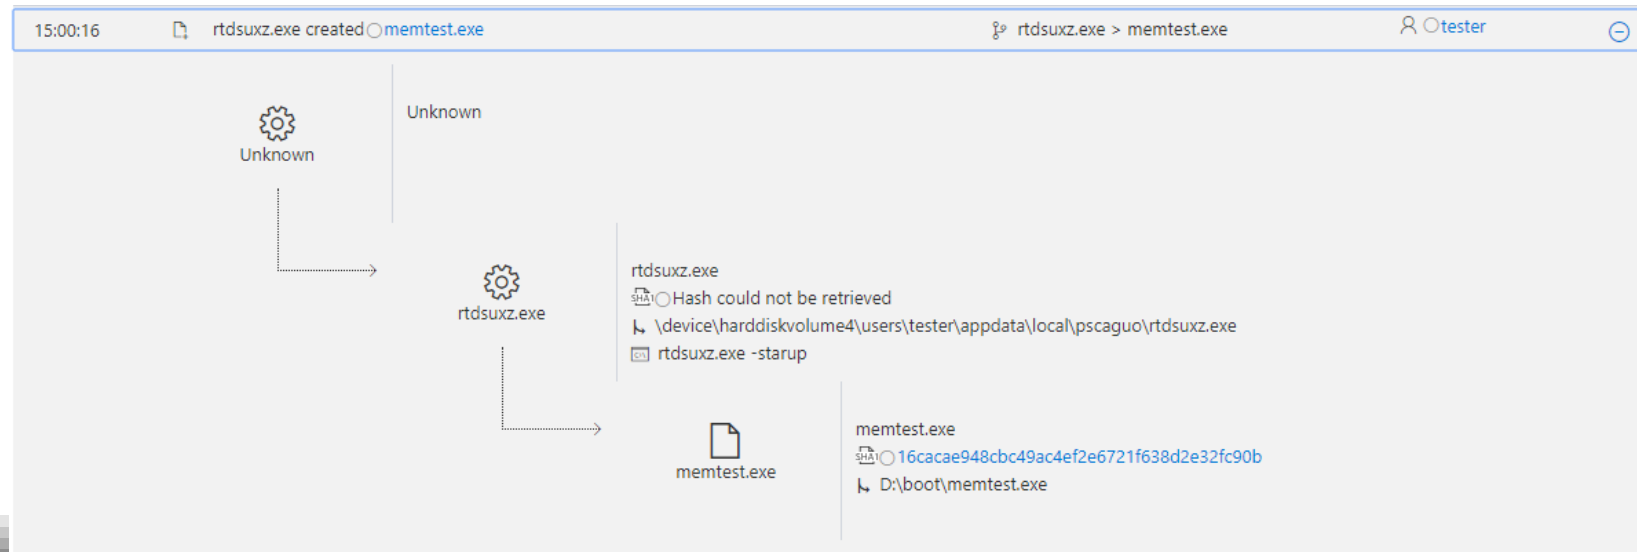 15:00:16 rtdsuxz.exe created memtest.exe rtdsuxz.exe > memtest.exe tester
Unknown
Unknown
rtdsuxz.exe
SHA1 Hash could not be retrieved
rtdsuxz.exe
\device\harddiskvolume4\users\tester\appdata\local\pscaguo\rtdsuxz.exe
rtdsuxz.exe -starup
memtest.exe
SHA1 16cacae948cbc49ac4ef2e6721f638d2e32fc90b
memtest.exe
D:\boot\memtest.exe